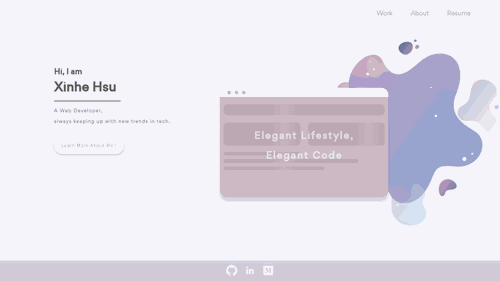 Work About Resume
Hi, I am
Xinhe Hsu
A Web Developer,
always keeping up with new trends in tech.
Learn More About Me!
Elegant Lifestyle,
Elegant Code
in
M